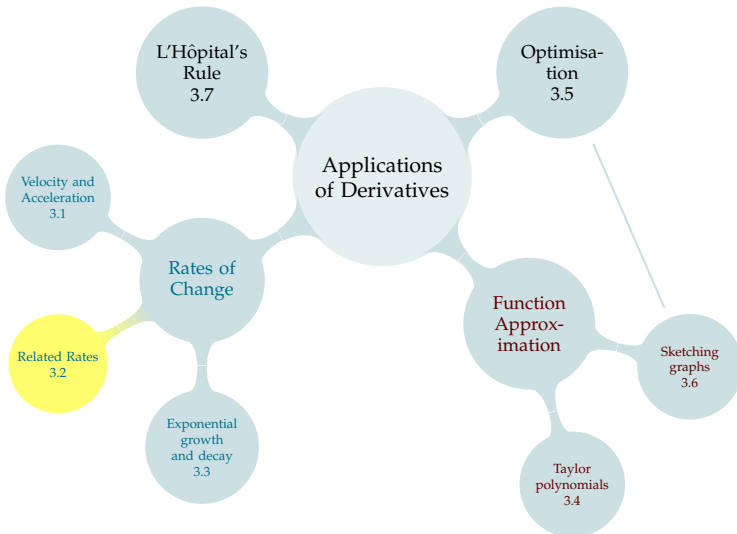 L'Hôpital's
Rule
3.7
Optimisa-
tion
3.5
Applications
of Derivatives
Velocity and
Acceleration
3.1
Rates of
Change
Related Rates
3.2
Exponential
growth
and decay
3.3
Function
Approx-
imation
Sketching
graphs
3.6
Taylor
polynomials
3.4